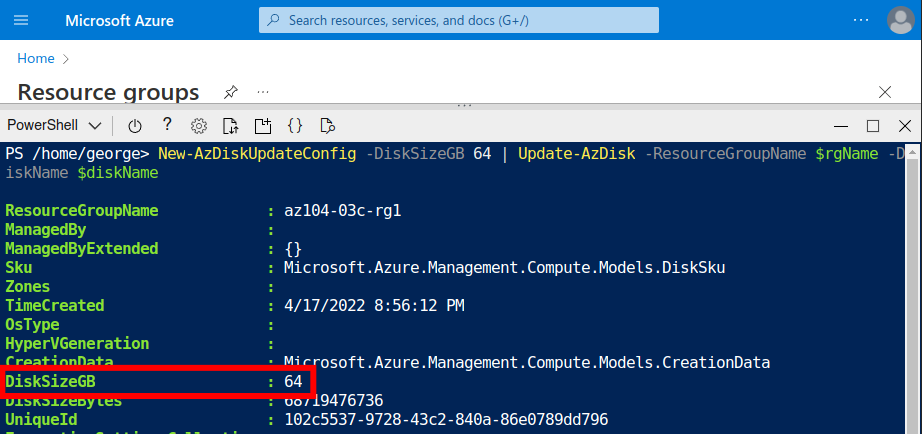 Microsoft Azure
Search resources, services, and docs (G+/)
...
Home >
Resource groups ...
PowerShell ? {}
PS /home/george> New-AzDiskUpdateConfig -DiskSizeGB 64 | Update-AzDisk -ResourceGroupName $rgName -D
iskName $diskName
ResourceGroupName : az104-03c-rg1
ManagedBy :
ManagedByExtended : {}
Sku : Microsoft.Azure.Management.Compute.Models.DiskSku
Zones :
TimeCreated : 4/17/2022 8:56:12 PM
OsType :
HyperVGeneration :
CreationData : Microsoft.Azure.Management.Compute.Models.CreationData
DiskSizeGB : 64
DiskSizeBytes : 68719476736
UniqueId : 102c5537-9728-43c2-840a-86e0789dd796